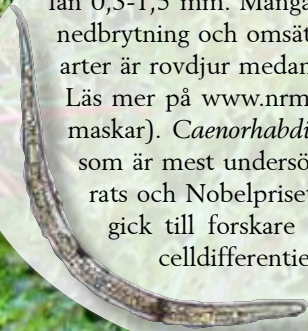 lan 0,3-1,5 mm. Många
nedbrytning och omsät
arter är rovdjur medan
Läs mer på www.nrm
maskar). Caenorhabdi
som är mest undersö
rats och Nobelpriset
gick till forskare
celldifferentie